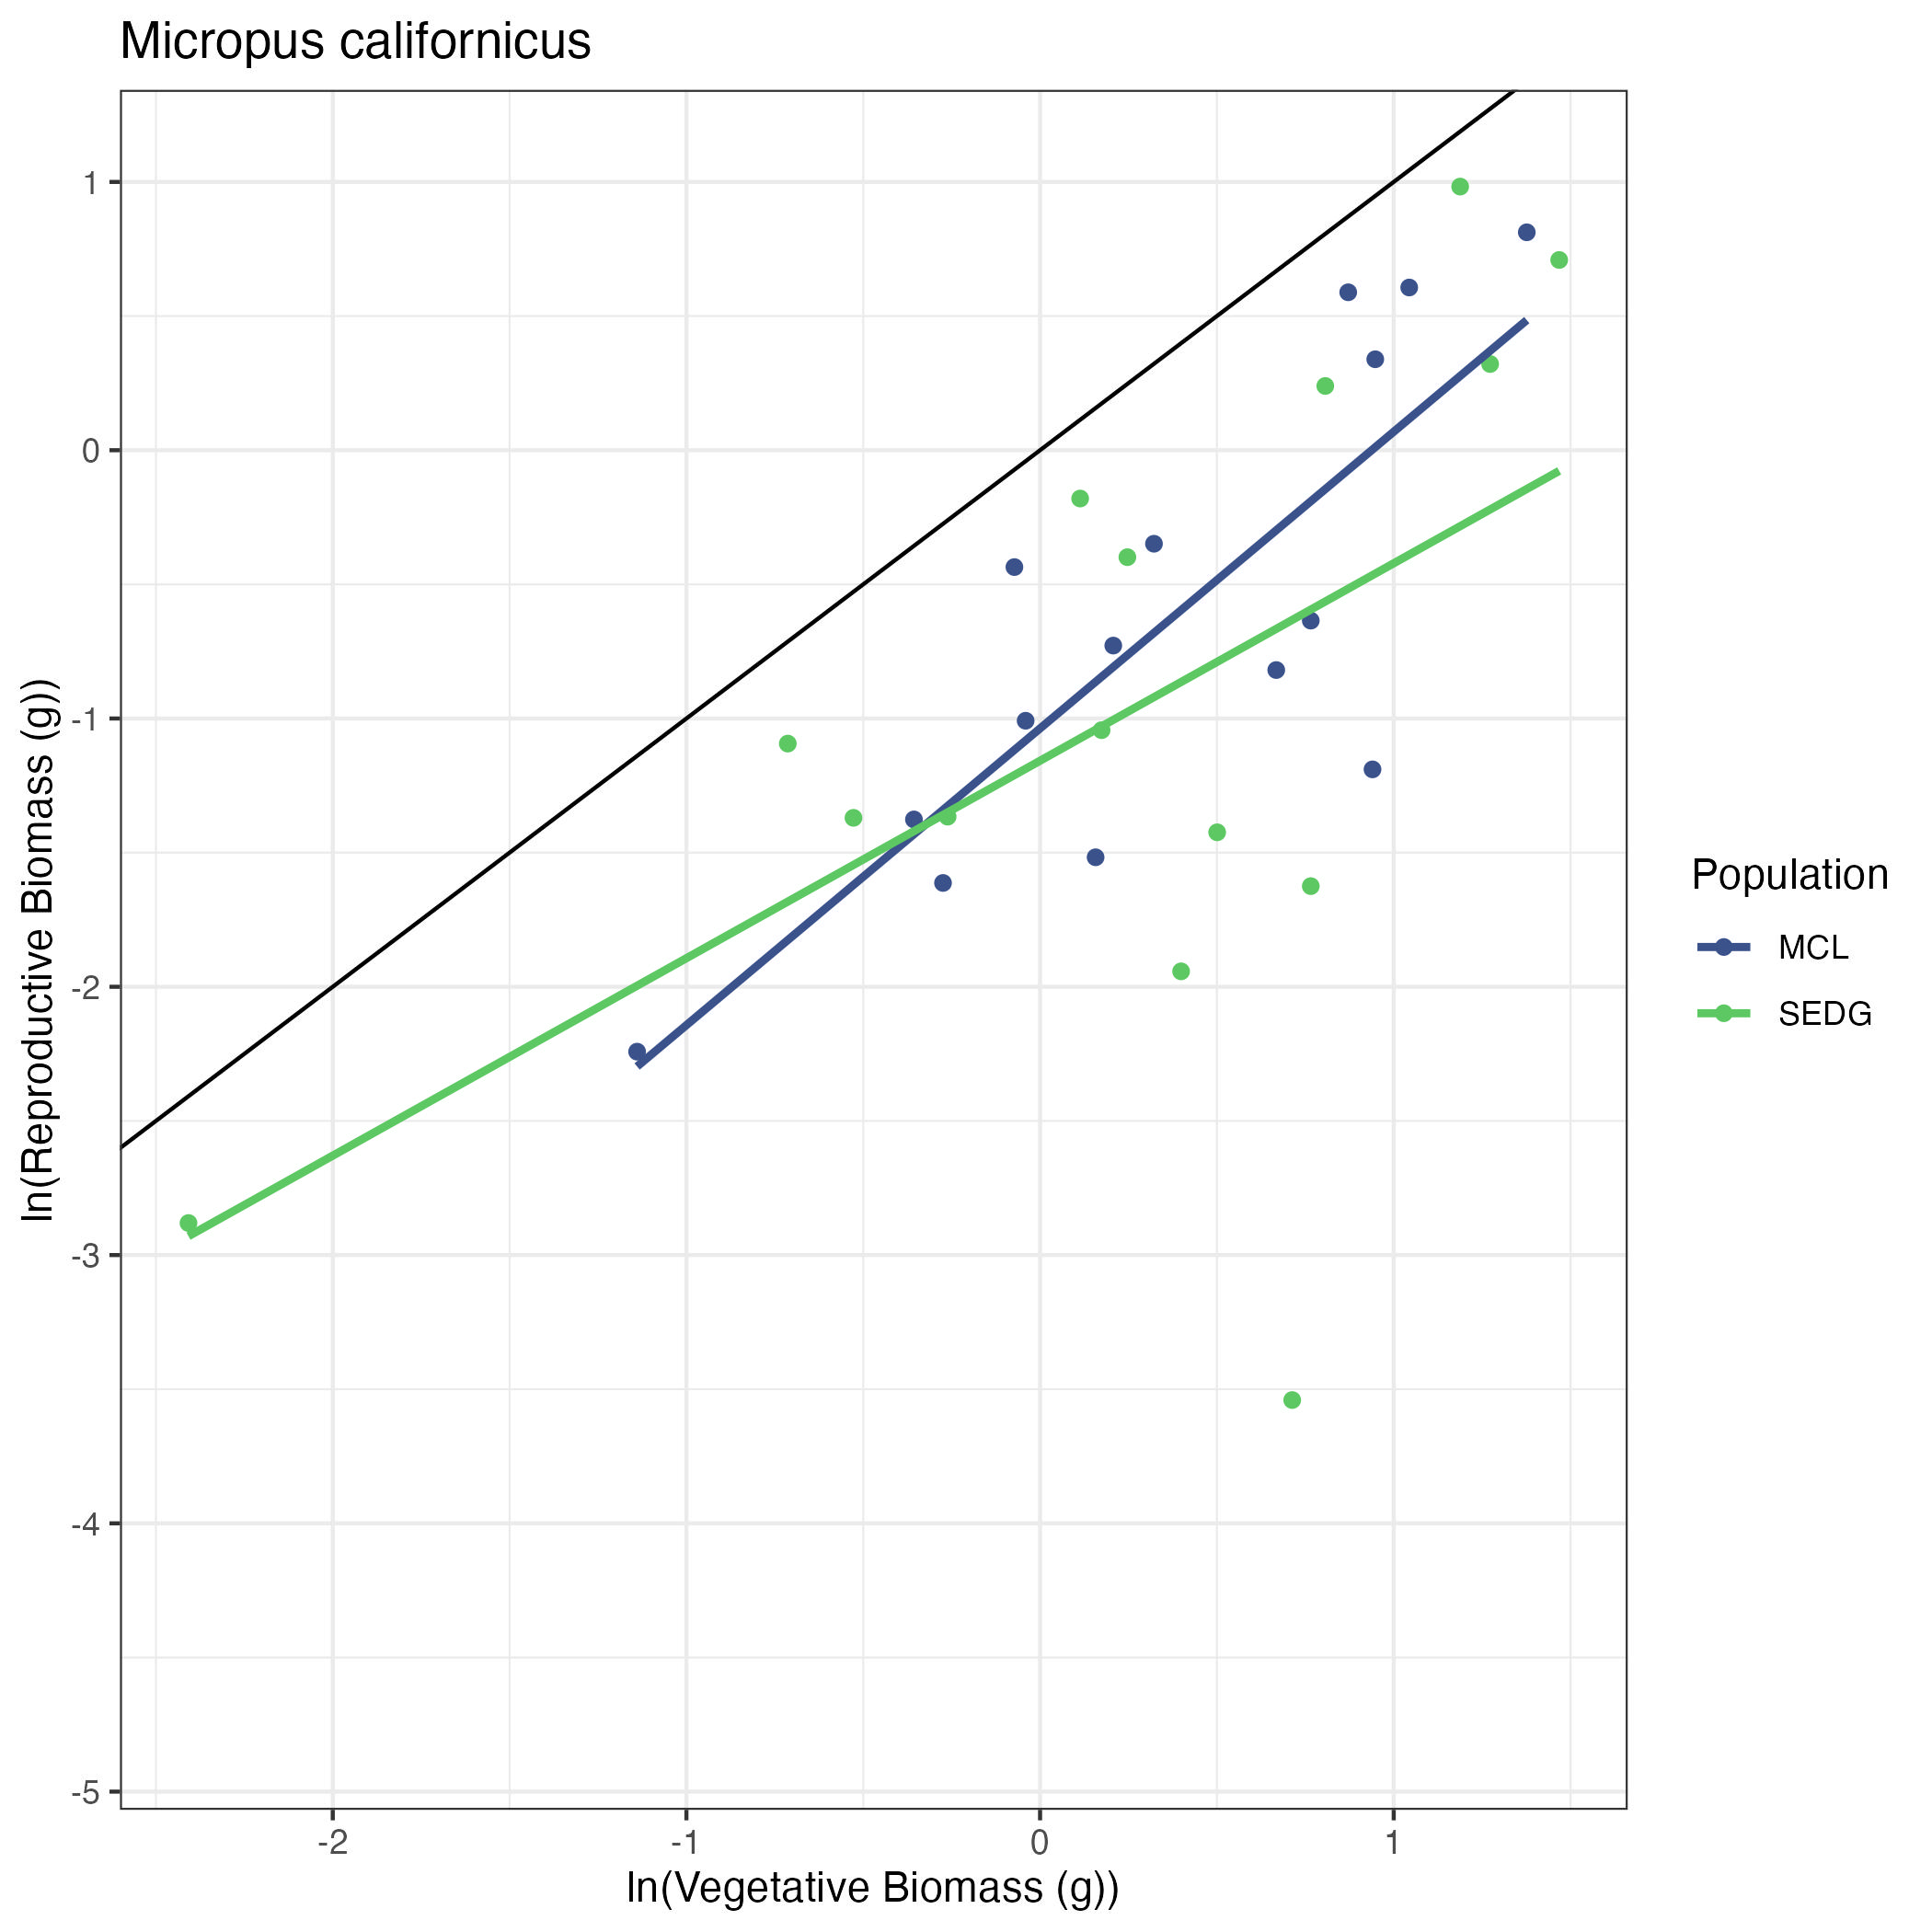 Micropus californicus
1
0
-1
-2
-3
-4
-5
ln(Reproductive Biomass (g))
-2
-1
0
1
ln(Vegetative Biomass (g))
Population
MCL
SEDG